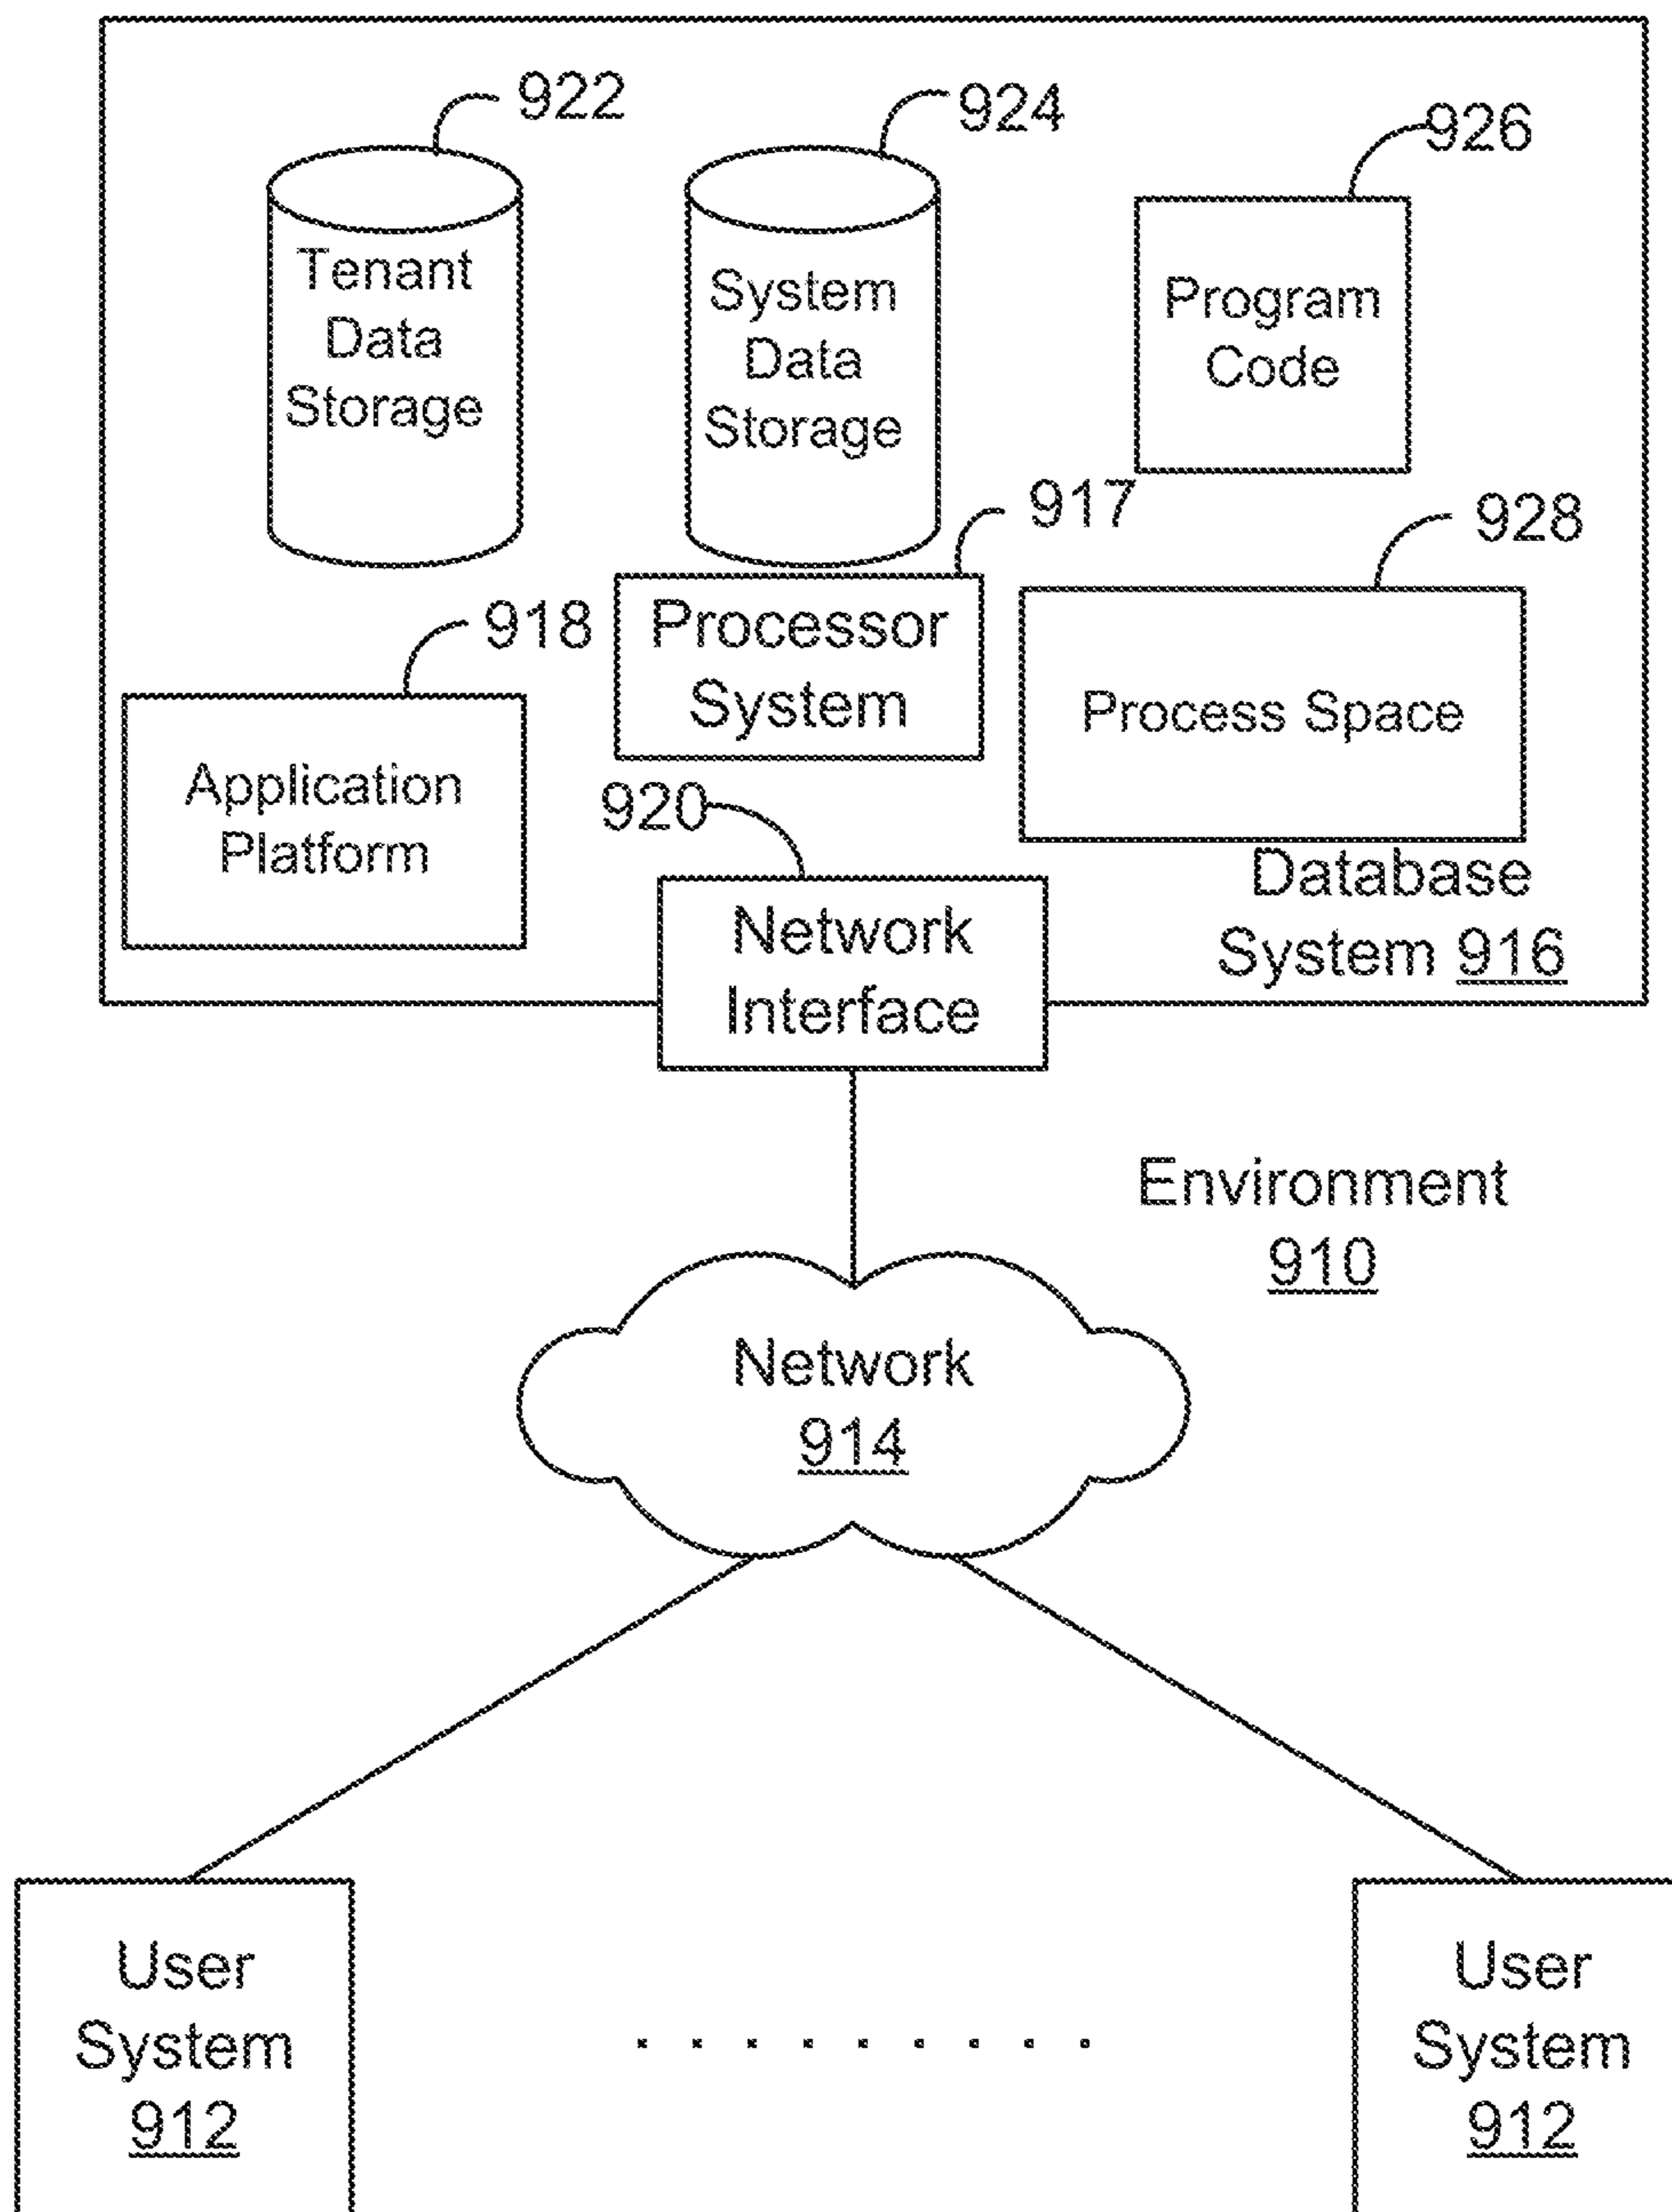 922
924
926
Tenant
Data
Storage
System
Data
Storage
Program
Code
917
928
918
Processor
System
Process Space
Application
Platform
920
Database
System 916
Network
Interface
Environment
910
Network
914
User
System
912
User
System
912